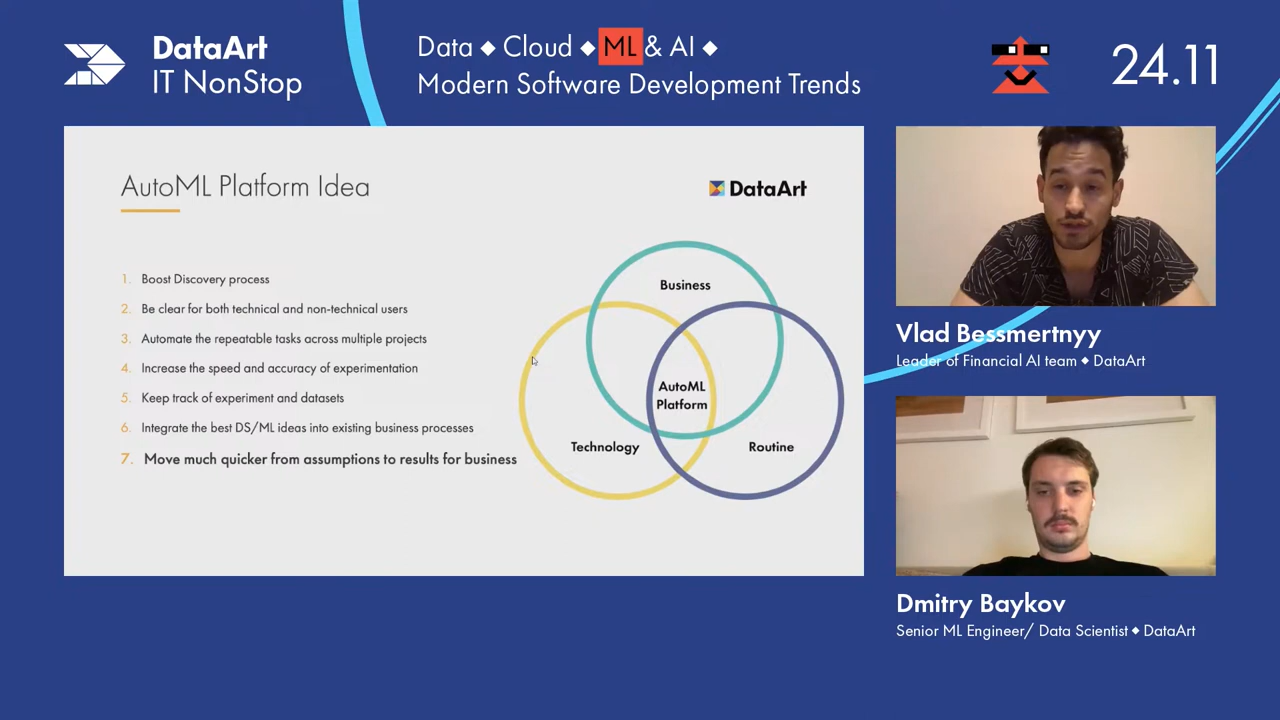 DataArt
IT NonStop
Data ◆ Cloud ◆ ML & AI ◆
Modern Software Development Trends
24.11
AutoML Platform Idea
DataArt
1. Boost Discovery process
2. Be clear for both technical and non-technical users
3. Automate the repeatable tasks across multiple projects
4. Increase the speed and accuracy of experimentation
5. Keep track of experiment and datasets
6. Integrate the best DS/ML ideas into existing business processes
7. Move much quicker from assumptions to results for business
Business
AutoML
Platform
Technology
Routine
Vlad Bessmertnyy
Leader of Financial AI team ◆ DataArt
Dmitry Baykov
Senior ML Engineer/ Data Scientist ◆ DataArt